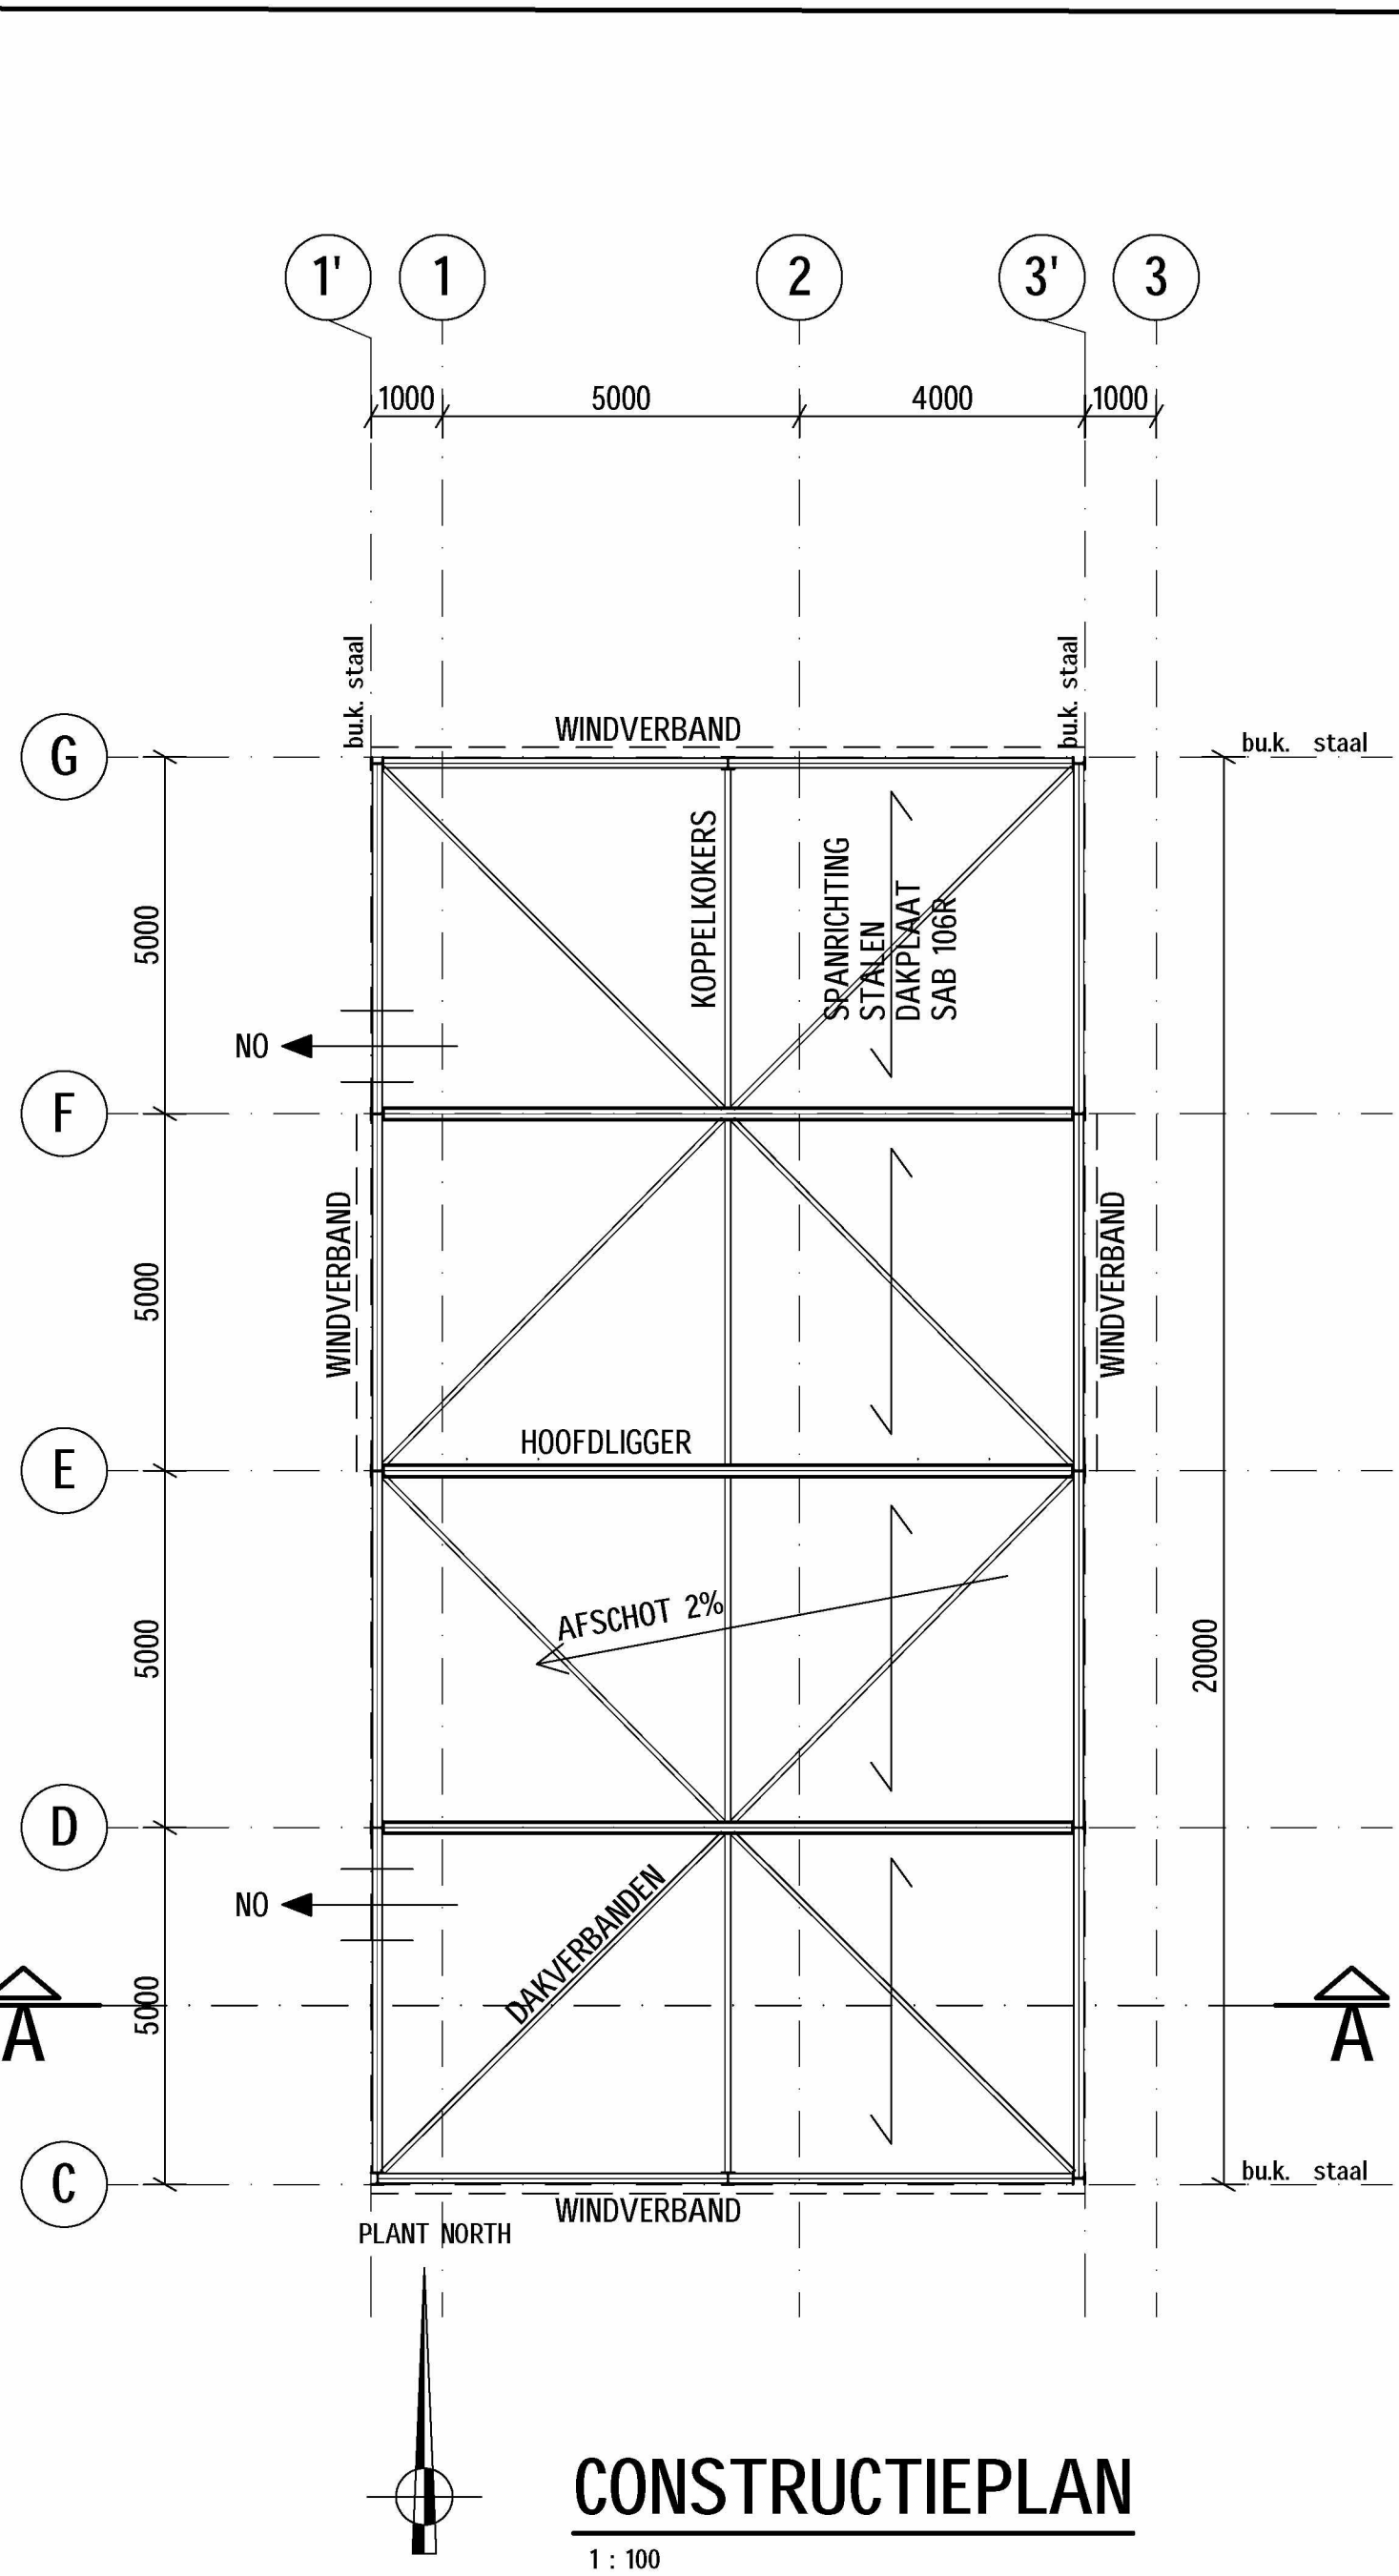 1'
1
2
3'
3
1000
5000
4000
1000
bu.k. staal
bu.k. staal
WINDVERBAND
bu.k. staal
G
KOPPELKOKERS
SPANRICHTING
STALEN
DAKPLAAT
SAB 106R
5000
NO
F
WINDVERBAND
WINDVERBAND
5000
HOOFDLIGGER
E
AFSCHOT 2%
5000
20000
D
DAKVERBANDEN
NO
5000
A
A
C
bu.k. staal
WINDVERBAND
PLANT NORTH
CONSTRUCTIEPLAN
1 : 100